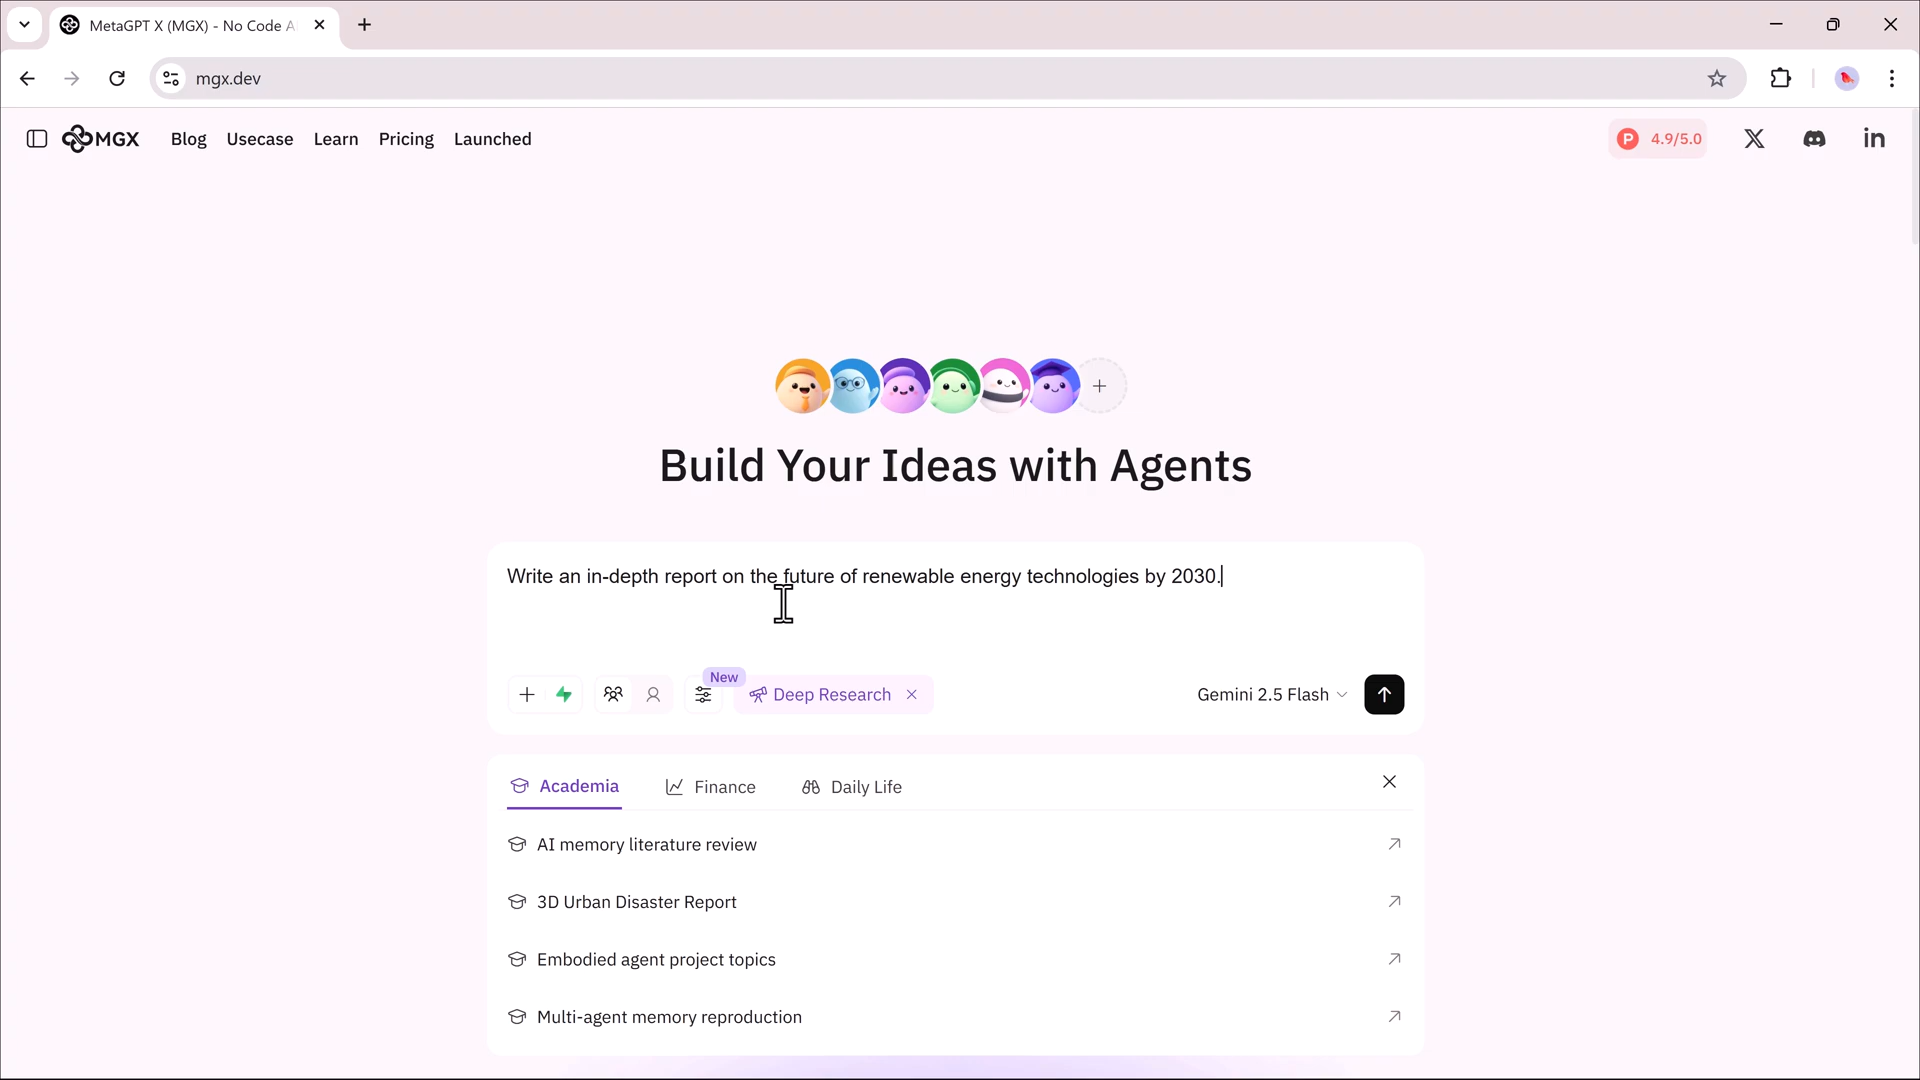 MetaGPT X (MGX) - No Code A
mgx.dev
MGX
Blog
Usecase
Learn
Pricing
Launched
P 4.9/5.0
Build Your Ideas with Agents
Write an in-depth report on the future of renewable energy technologies by 2030.
New
Deep Research
Gemini 2.5 Flash
Academia
Finance
Daily Life
AI memory literature review
3D Urban Disaster Report
Embodied agent project topics
Multi-agent memory reproduction